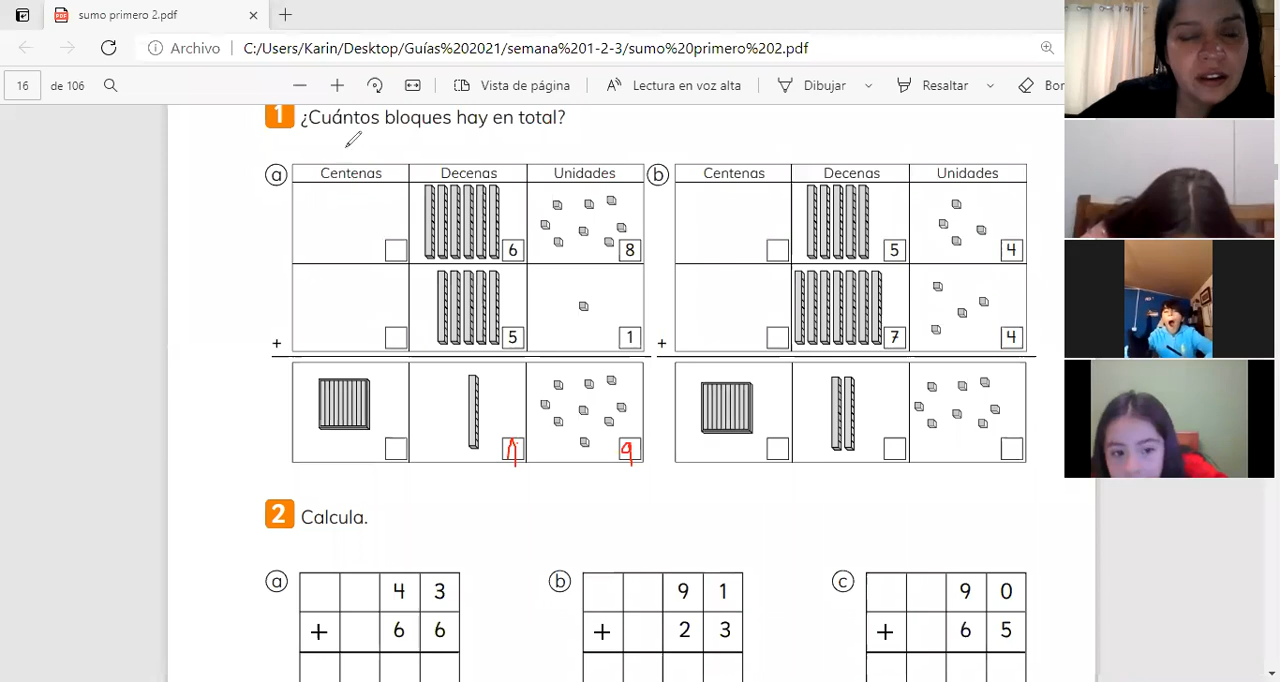 sumo primero 2.pdf
Archivo C:/Users/Karin/Desktop/Guías%202021/semana%201-2-3/sumo%20primero%202.pdf
16 de 106 Vista de página Lectura en voz alta Dibujar Resaltar Bor
1 ¿Cuántos bloques hay en total?
a Centenas Decenas Unidades b Centenas Decenas Unidades
6 8 5 4
+ 5 1 + 7 4
1 9
2 Calcula.
a b c
4 3 9 1 9 0
+ 6 6 + 2 3 + 6 5